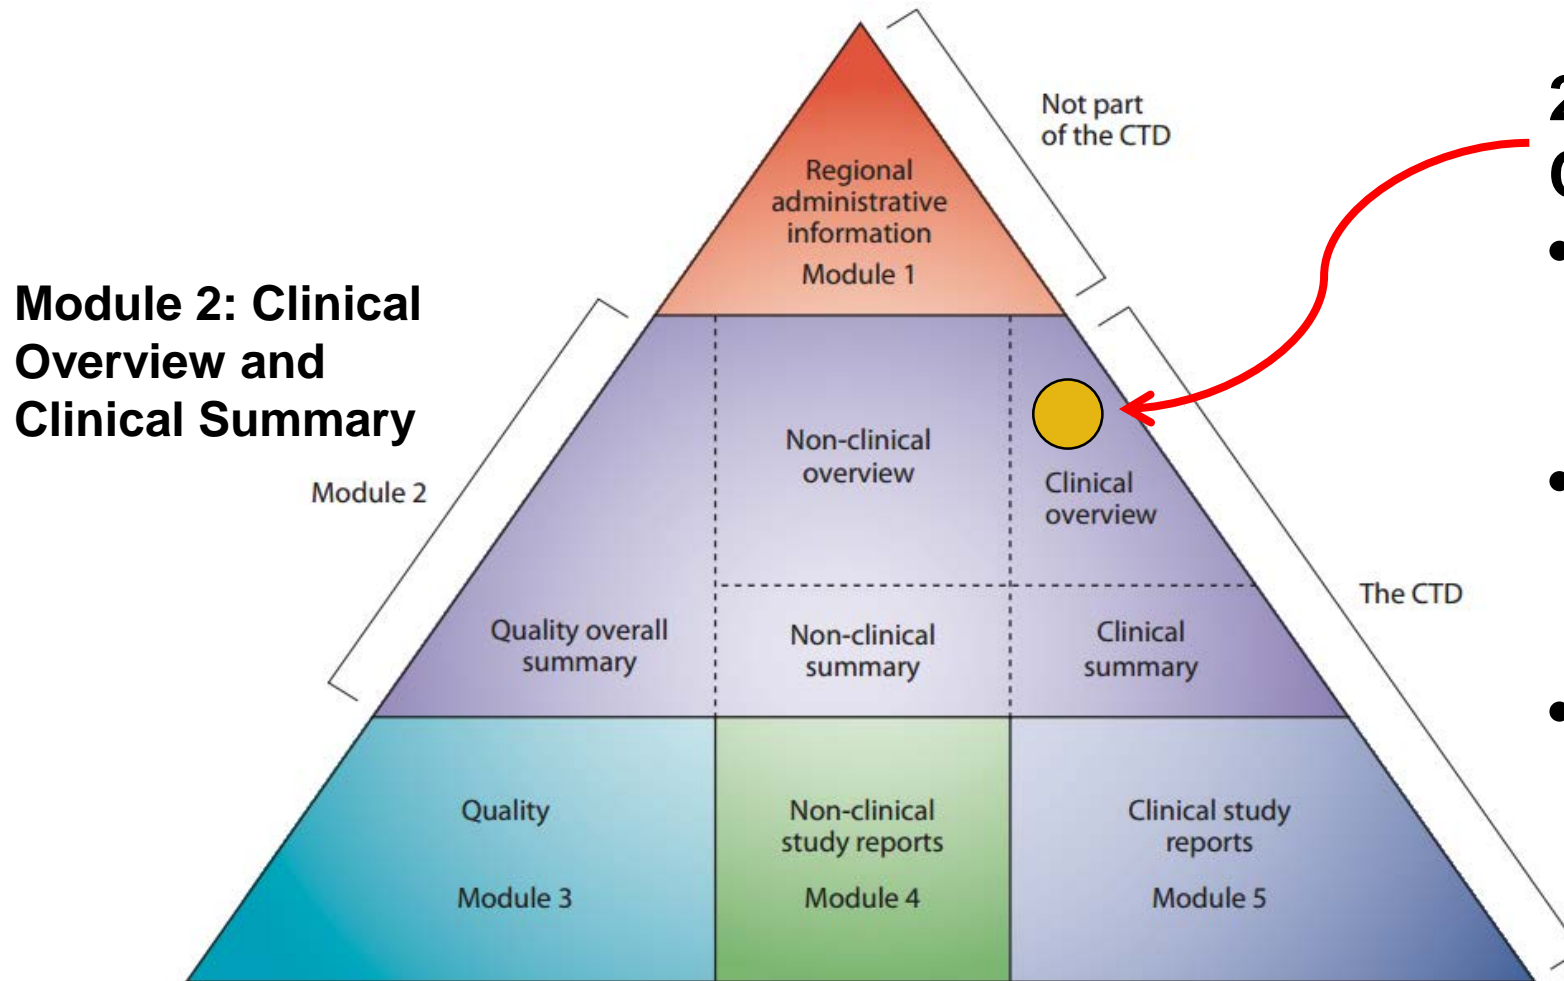 Not part
of the CTD
Regional
administrative
information
Module 1
Module 2: Clinical
Overview and
Clinical Summary
Module 2
Non-clinical
overview
Clinical
overview
The CTD
Quality overall
summary
Non-clinical
summary
Clinical
summary
Quality
Module 3
Non-clinical
study reports
Module 4
Clinical study
reports
Module 5